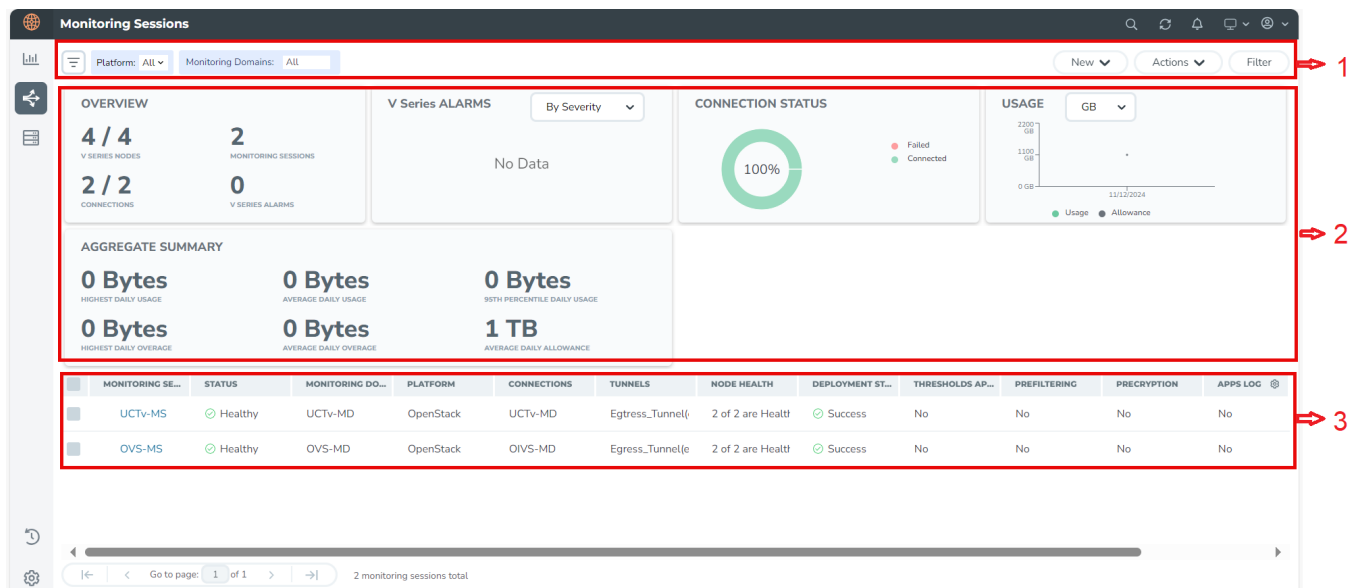 Monitoring Sessions
Platform: All Monitoring Domains: All New Actions Filter
1
OVERVIEW
4 / 4 2
V SERIES NODES MONITORING SESSIONS
2 / 2 0
CONNECTIONS V SERIES ALARMS
V Series ALARMS By Severity
No Data
CONNECTION STATUS
100%
Failed
Connected
USAGE GB
2200 GB
1100 GB
0 GB
11/12/2024
Usage Allowance
2
AGGREGATE SUMMARY
0 Bytes 0 Bytes 0 Bytes
HIGHEST DAILY USAGE AVERAGE DAILY USAGE 95TH PERCENTILE DAILY USAGE
0 Bytes 0 Bytes 1 TB
HIGHEST DAILY OVERAGE AVERAGE DAILY OVERAGE AVERAGE DAILY ALLOWANCE
MONITORING SE... STATUS MONITORING DO... PLATFORM CONNECTIONS TUNNELS NODE HEALTH DEPLOYMENT ST... THRESHOLDS AP... PREFILTERING PRECRYPTION APPS LOG
UCTv-MS Healthy UCTv-MD OpenStack UCTv-MD Egtress_Tunnel( 2 of 2 are Healt Success No No No No
3
OVS-MS Healthy OVS-MD OpenStack OIVS-MD Egress_Tunnel(e 2 of 2 are Healt Success No No No No
Go to page: 1 of 1 2 monitoring sessions total